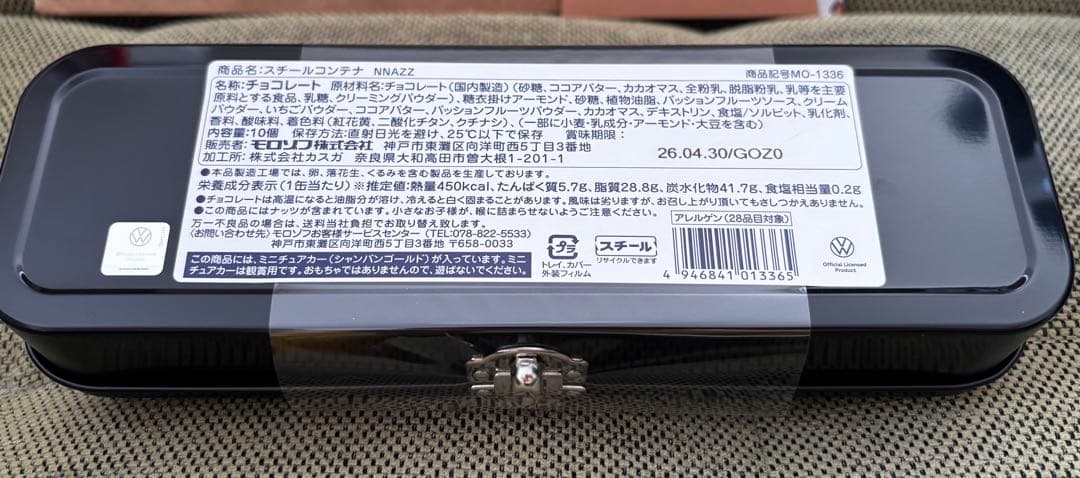 商品名:スチールコンテナ NNAZZ 商品記号MO-1336
名称:チョコレート 原材料名:チョコレート(国内製造)(砂糖、ココアバター、カカオマス、全粉乳、脱脂粉乳、乳等を主要
原料とする食品、乳糖、クリーミングパウダー)、糖衣掛けアーモンド、砂糖、植物油脂、パッションフルーツソース、クリーム
パウダー、いちごパウダー、ココアバター、パッションフルーツパウダー、カカオマス、デキストリン、食塩/ソルビット、乳化剤、
香料、酸味料、着色料(紅花黄、二酸化チタン、クチナシ)、(一部に小麦・乳成分・アーモンド・大豆を含む)
内容量:10個 保存方法:直射日光を避け、25℃以下で保存 賞味期限:
販売者:モロゾフ株式会社 神戸市東灘区向洋町西5丁目3番地
26.04.30/GOZ0
加工所:株式会社カスガ 奈良県大和高田市曽大根1-201-1
●本品製造工場では、卵、落花生、くるみを含む製品を生産しております。
栄養成分表示(1缶当たり)※推定値:熱量450kcal、たんぱく質5.7g、脂質28.8g、炭水化物41.7g、食塩相当量0.2g
●チョコレートは高温になると油脂分が溶け、冷えると白く固まることがあります。風味は劣りますが、お召し上がり頂いてもさしつかえありません。
●この商品にはナッツが含まれています。小さなお子様が、喉に詰まらせないようご注意ください。
万一不良品の場合は、送料当社負担でお取り替え致します。
(お問い合わせ先)モロゾフお客様サービスセンター(TEL:078-822-5533)
神戸市東灘区向洋町西5丁目3番地 〒658-0033
この商品には、ミニチュアカー(シャンパンゴールド)が入っています。ミニ
チュアカーは観賞用です。おもちゃではありませんので、遊ばないでください。
プラ
トレイ、カバー
外装フィルム
スチール
リサイクルできます
アレルゲン(28品目対象)
4 946841 013365
Official Licensed
Product